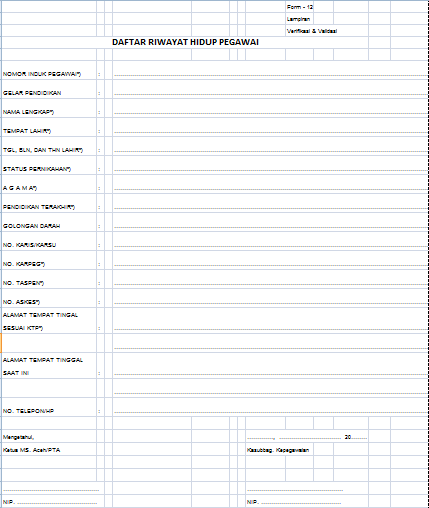 Form - 12
Lampiran
Verifikasi & Validasi
DAFTAR RIWAYAT HIDUP PEGAWAI
NOMOR INDUK PEGAWAI*) : ....................
GELAR PENDIDIKAN : ....................
NAMA LENGKAP*) : ....................
TEMPAT LAHIR*) : ....................
TGL, BLN, DAN THN LAHIR*) : ....................
STATUS PERNIKAHAN*) : ....................
A G A M A*) : ....................
PENDIDIKAN TERAKHIR*) : ....................
GOLONGAN DARAH : ....................
NO. KARIS/KARSU : ....................
NO. KARPEG*) : ....................
NO. TASPEN*) : ....................
NO. ASKES*) : ....................
ALAMAT TEMPAT TINGAL
SESUAI KTP*) : ....................
....................
ALAMAT TEMPAT TINGGAL
SAAT INI : ....................
....................
NO. TELEPON/HP : ....................
Mengetahui, ............, .................... 20........
Ketua MS. Aceh/PTA Kasubbag. Kepegawaian
.................... ....................
NIP. .................... NIP. ....................